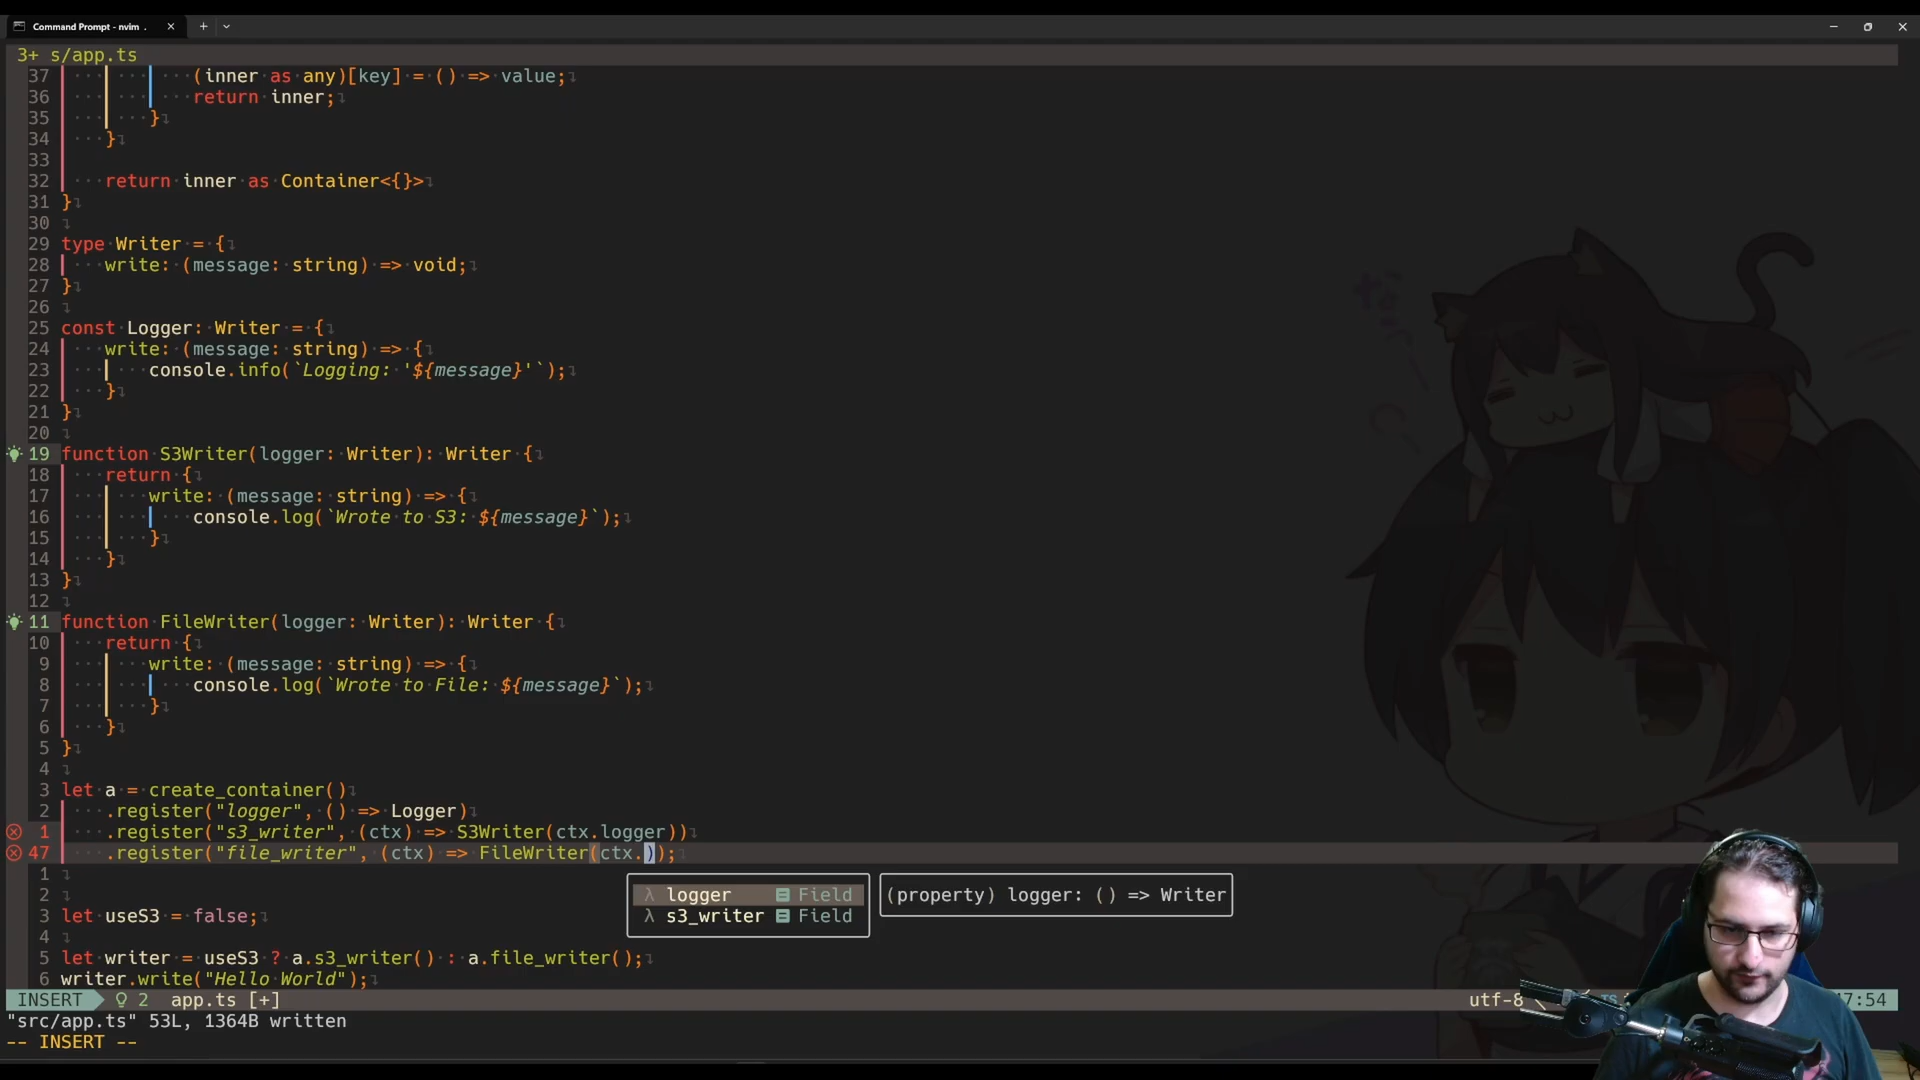 Command Prompt - nvim .
3+ s/app.ts
37 (inner as any)[key] = () => value;
36 return inner;
35 }
34 }
33
32 return inner as Container<{}>
31 }
30
29 type Writer = {
28 write: (message: string) => void;
27 }
26
25 const Logger: Writer = {
24 write: (message: string) => {
23 console.info(`Logging: '${message}'`);
22 }
21 }
20
19 function S3Writer(logger: Writer): Writer {
18 return {
17 write: (message: string) => {
16 console.log(`Wrote to S3: ${message}`);
15 }
14 }
13 }
12
11 function FileWriter(logger: Writer): Writer {
10 return {
9 write: (message: string) => {
8 console.log(`Wrote to File: ${message}`);
7 }
6 }
5 }
4
3 let a = create_container()
2 .register("logger", () => Logger)
1 .register("s3_writer", (ctx) => S3Writer(ctx.logger))
47 .register("file_writer", (ctx) => FileWriter(ctx.));
1
2
3 let useS3 = false;
4
5 let writer = useS3 ? a.s3_writer() : a.file_writer();
6 writer.write("Hello World");
λ logger Field
λ s3_writer Field
(property) logger: () => Writer
INSERT 2 app.ts [+]
utf-8
7:54
"src/app.ts" 53L, 1364B written
-- INSERT --